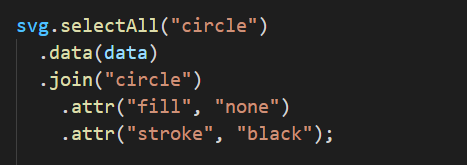 svg.selectAll("circle")
  .data(data)
  .join("circle")
    .attr("fill", "none")
    .attr("stroke", "black");